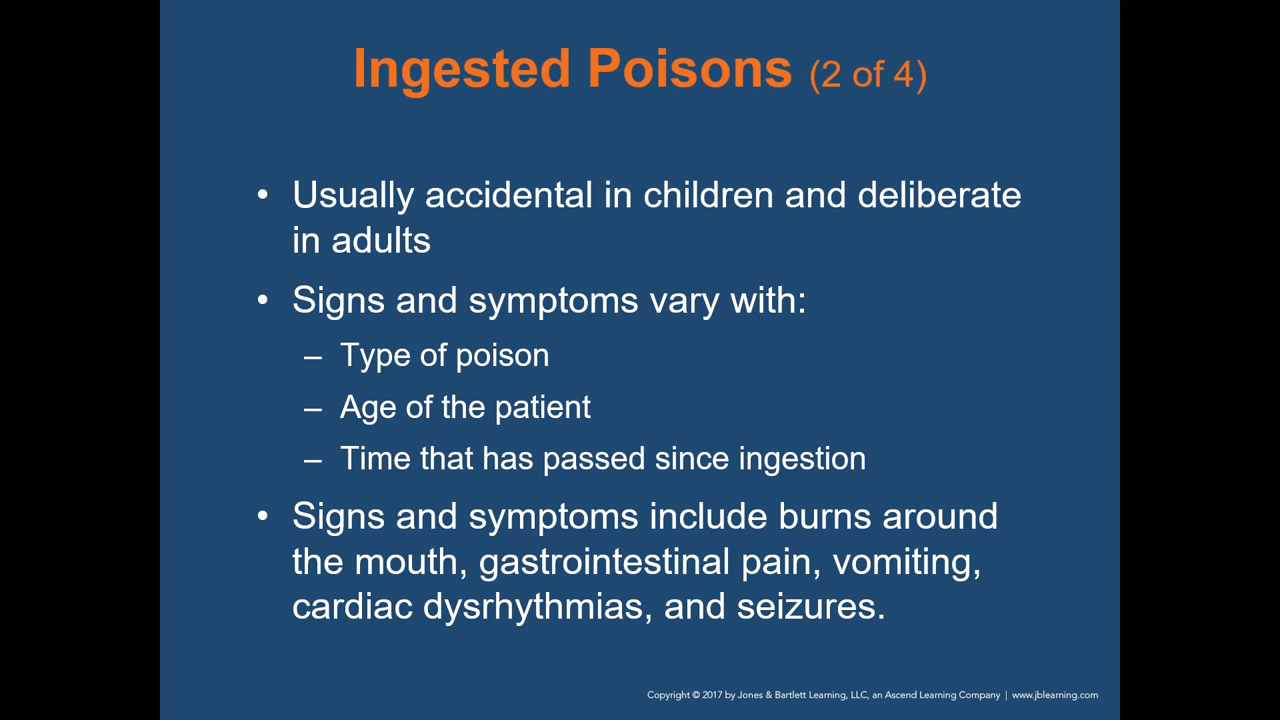 Ingested Poisons (2 of 4)
• Usually accidental in children and deliberate
in adults
• Signs and symptoms vary with:
– Type of poison
– Age of the patient
– Time that has passed since ingestion
• Signs and symptoms include burns around
the mouth, gastrointestinal pain, vomiting,
cardiac dysrhythmias, and seizures.
Copyright © 2017 by Jones & Bartlett Learning, LLC, an Ascend Learning Company | www.jblearning.com